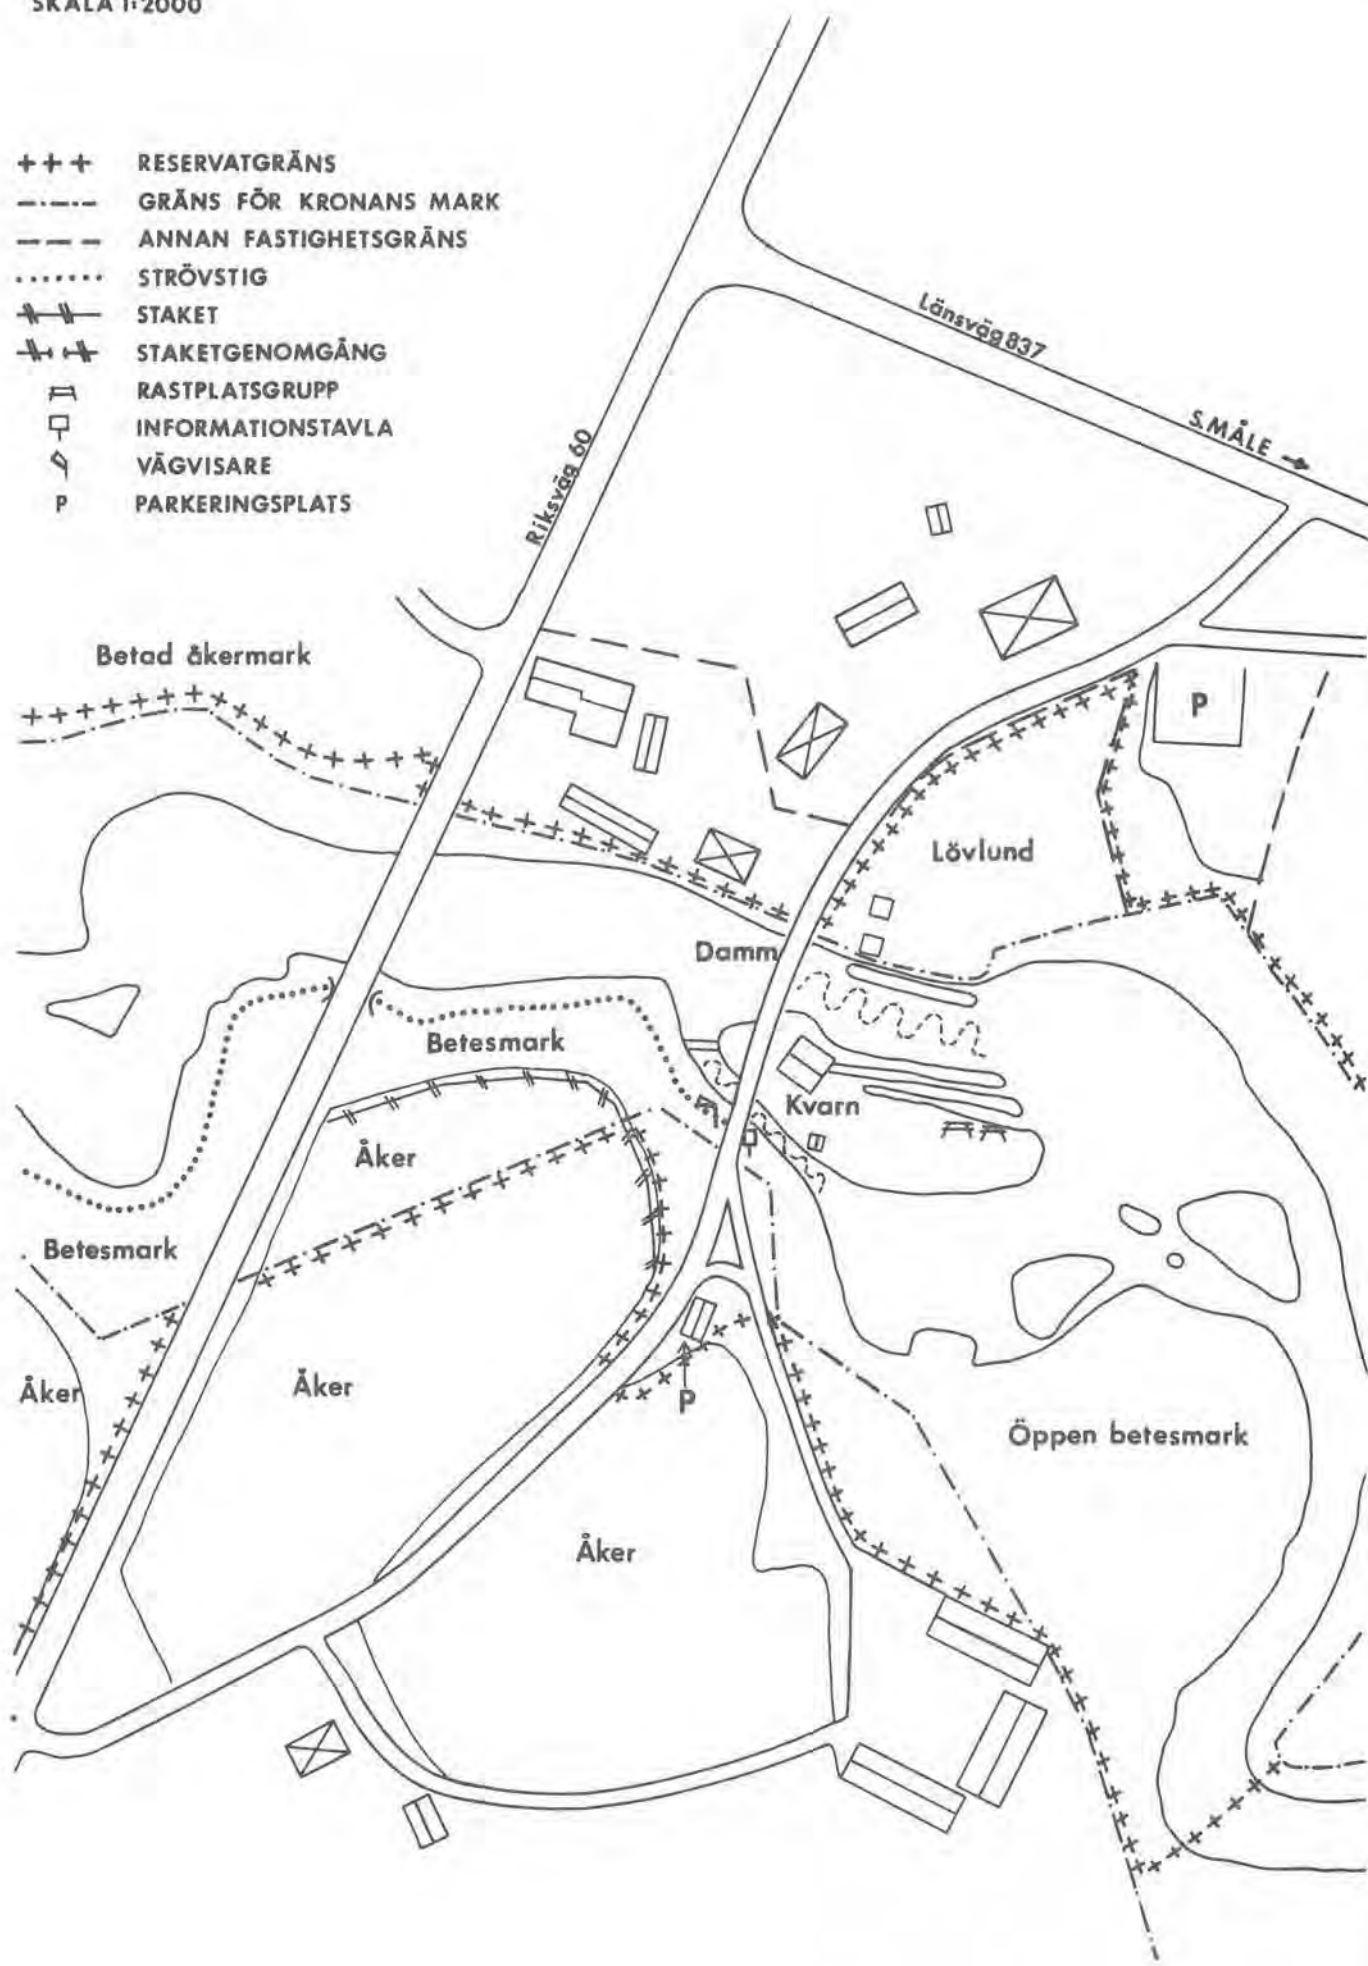 SKALA 1:2000
+++ RESERVATGRÄNS
GRÄNS FÖR KRONANS MARK
ANNAN FASTIGHETSGRÄNS
STRÖVSTIG
STAKET
STAKETGENOMGÅNG
RASTPLATSGRUPP
INFORMATIONSTAVLA
VÄGVISARE
P PARKERINGSPLATS
Länsväg 837
S.MÅLE
Riksväg 60
Betad åkermark
P
Lövlund
Damm
Betesmark
Kvarn
Åker
Betesmark
Åker
Åker
P
Öppen betesmark
Åker